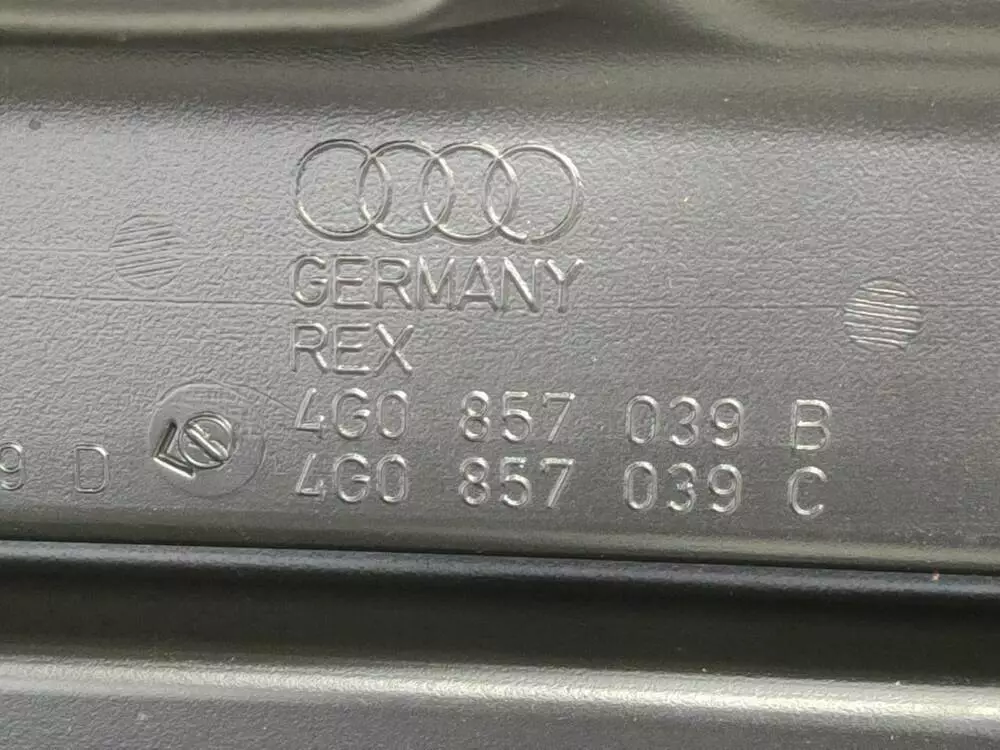 GERMANY
REX
4G0 857 039 B
9 D
4G0 857 039 C